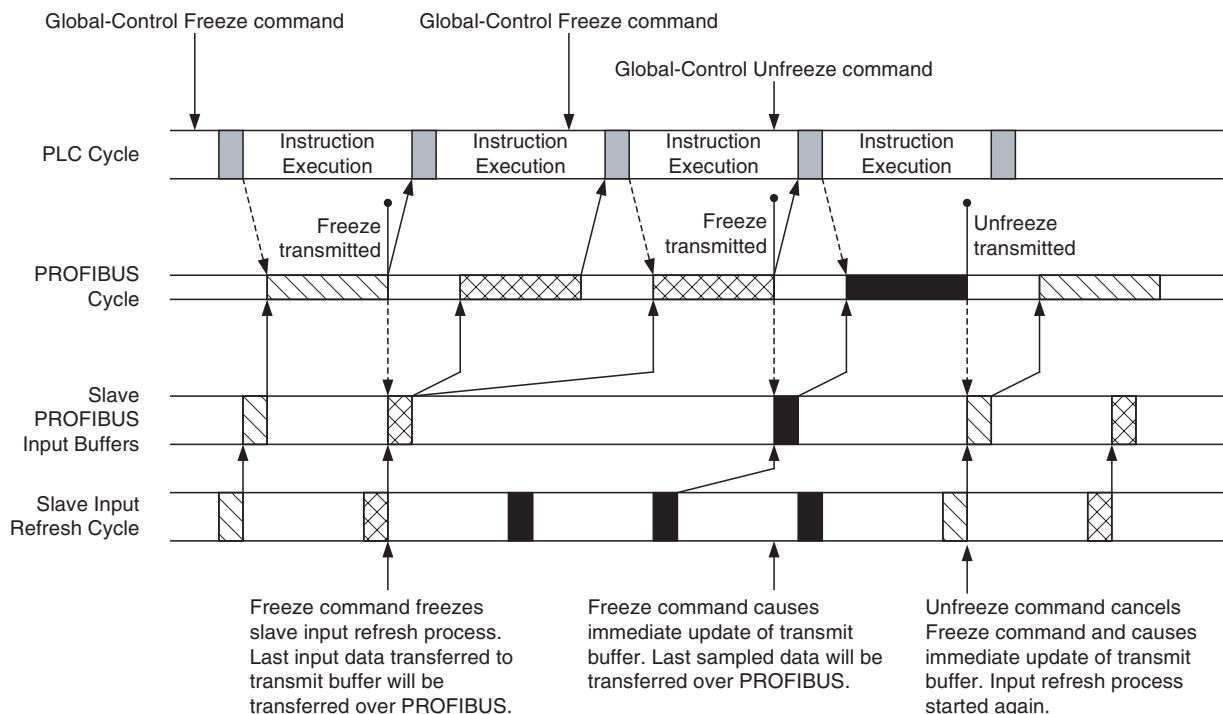 Global-Control Freeze command
Global-Control Freeze command
Global-Control Unfreeze command
PLC Cycle
Instruction
Execution
Instruction
Execution
Instruction
Execution
Instruction
Execution
Freeze
transmitted
Freeze
transmitted
Unfreeze
transmitted
PROFIBUS
Cycle
Slave
PROFIBUS
Input Buffers
Slave Input
Refresh Cycle
Freeze command freezes
slave input refresh process.
Last input data transferred to
transmit buffer will be
transferred over PROFIBUS.
Freeze command causes
immediate update of transmit
buffer. Last sampled data will be
transferred over PROFIBUS.
Unfreeze command cancels
Freeze command and causes
immediate update of transmit
buffer. Input refresh process
started again.